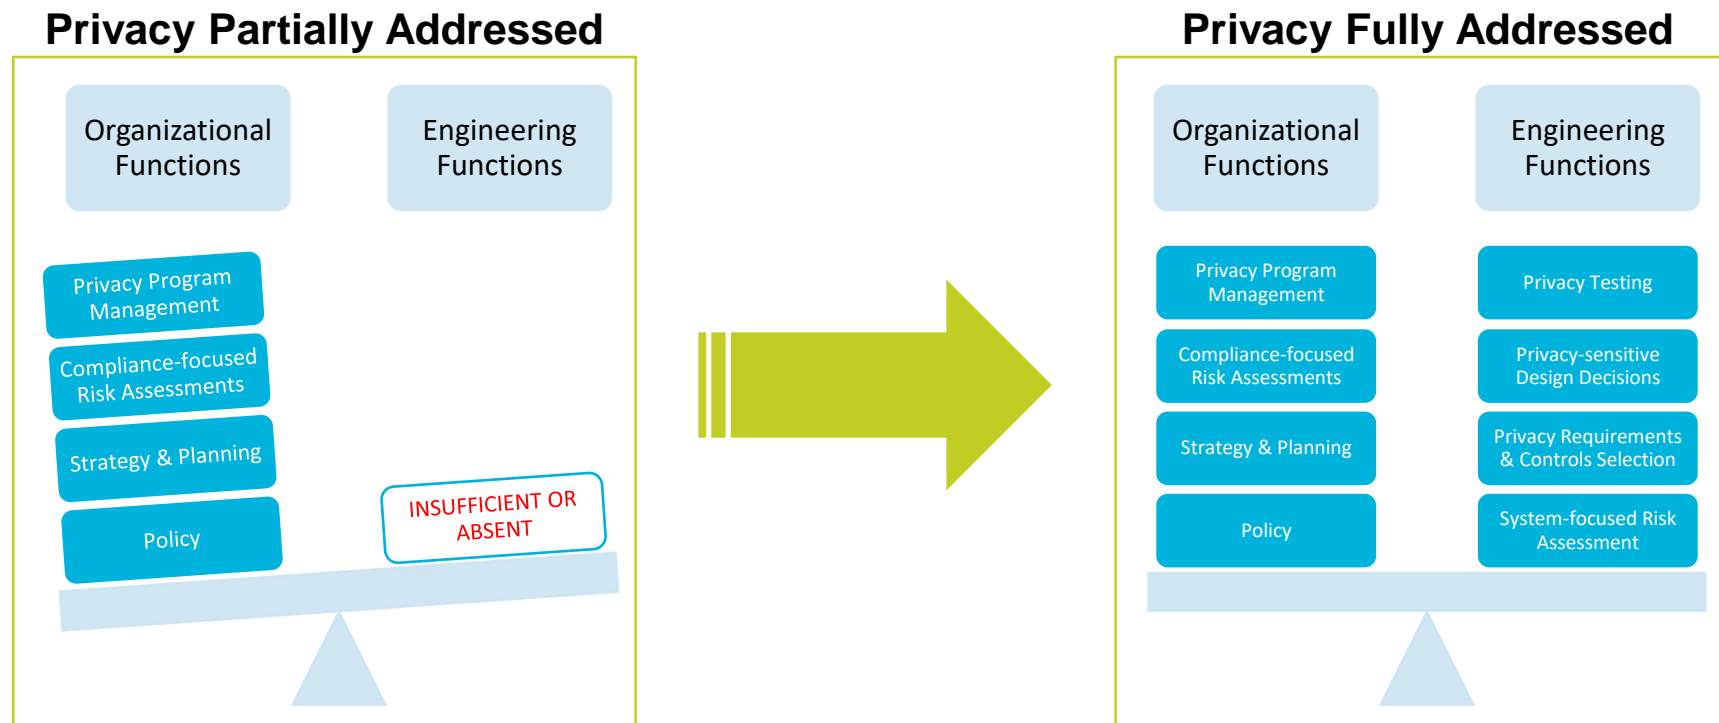 Privacy Partially Addressed
Organizational
Functions
Engineering
Functions
Privacy Program
Management
Compliance-focused
Risk Assessments
Strategy & Planning
Policy
INSUFFICIENT OR
ABSENT
Privacy Fully Addressed
Organizational
Functions
Engineering
Functions
Privacy Program
Management
Compliance-focused
Risk Assessments
Strategy & Planning
Policy
Privacy Testing
Privacy-sensitive
Design Decisions
Privacy Requirements
& Controls Selection
System-focused Risk
Assessment